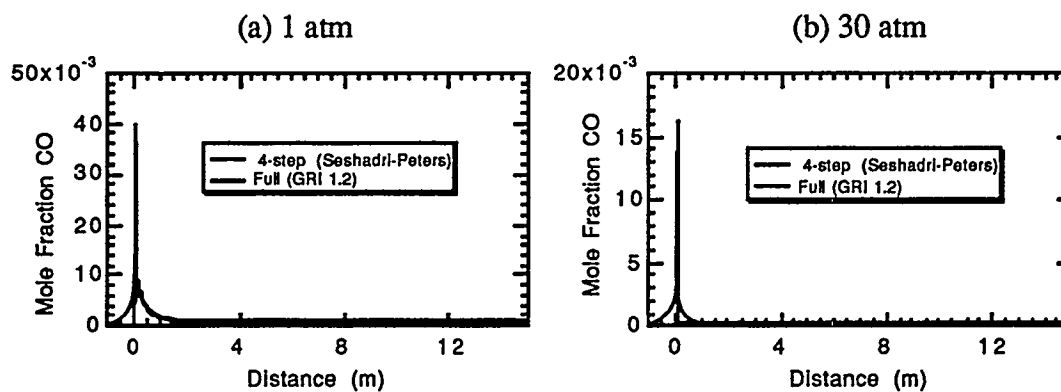 (a) 1 atm
50x10⁻³
40
30
20
10
0
Mole Fraction CO
4-step (Seshadri-Peters)
Full (GRI 1.2)
0 4 8 12
Distance (m)
(b) 30 atm
20x10⁻³
15
10
5
0
Mole Fraction CO
4-step (Seshadri-Peters)
Full (GRI 1.2)
0 4 8 12
Distance (m)